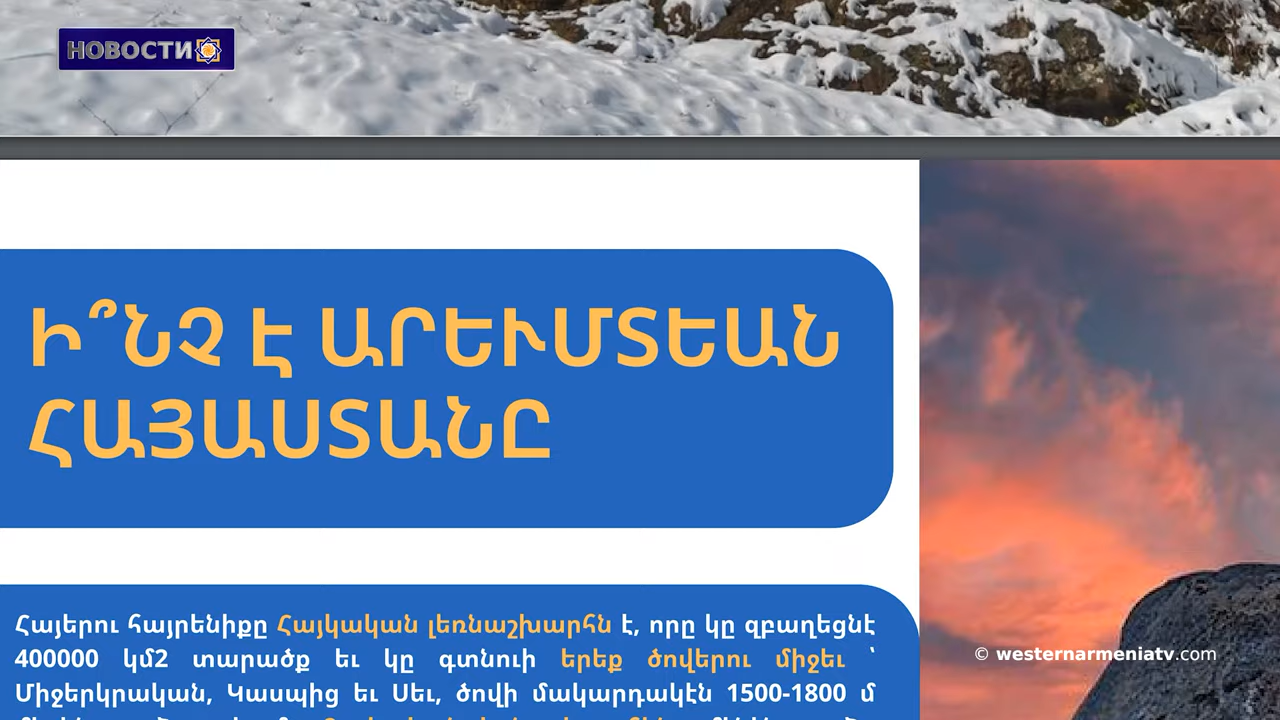 НОВОСТИ
Ի՞ՆՉ Է ԱՐԵՒՄՏԵԱՆ
ՀԱՅԱՍՏԱՆԸ
Հայերու հայրենիքը Հայկական լեռնաշխարհն է, որը կը զբաղեցնէ
400000 կմ2 տարածք եւ կը գտնուի երեք ծովերու միջեւ ՝
Միջերկրական, Կասպից եւ Սեւ, ծովի մակարդակէն 1500-1800 մ
© westernarmeniatv.com